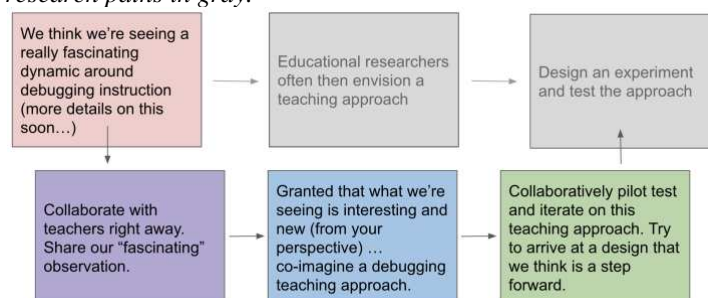 research paths in gray.
We think we're seeing a
really fascinating
dynamic around
debugging instruction
(more details on this
soon…)
Educational researchers
often then envision a
teaching approach
Design an experiment
and test the approach
Collaborate with
teachers right away.
Share our “fascinating”
observation.
Granted that what we're
seeing is interesting and
new (from your
perspective) …
co-imagine a debugging
teaching approach.
Collaboratively pilot test
and iterate on this
teaching approach. Try
to arrive at a design that
we think is a step
forward.